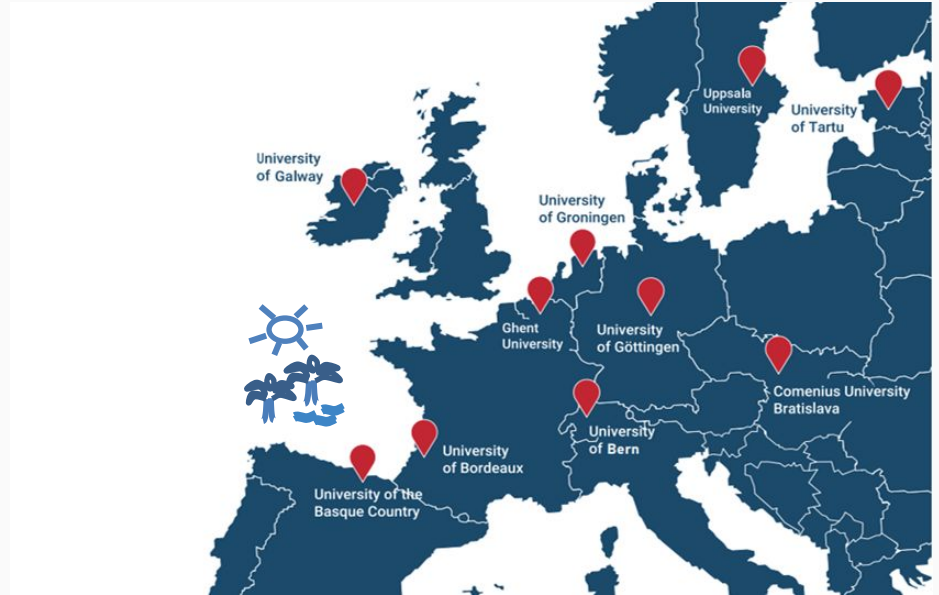 Uppsala
University
University
of Tartu
University
of Galway
University
of Groningen
Ghent
University
University
of Göttingen
Comenius University
Bratislava
University
of Bern
University
of Bordeaux
University of the
Basque Country